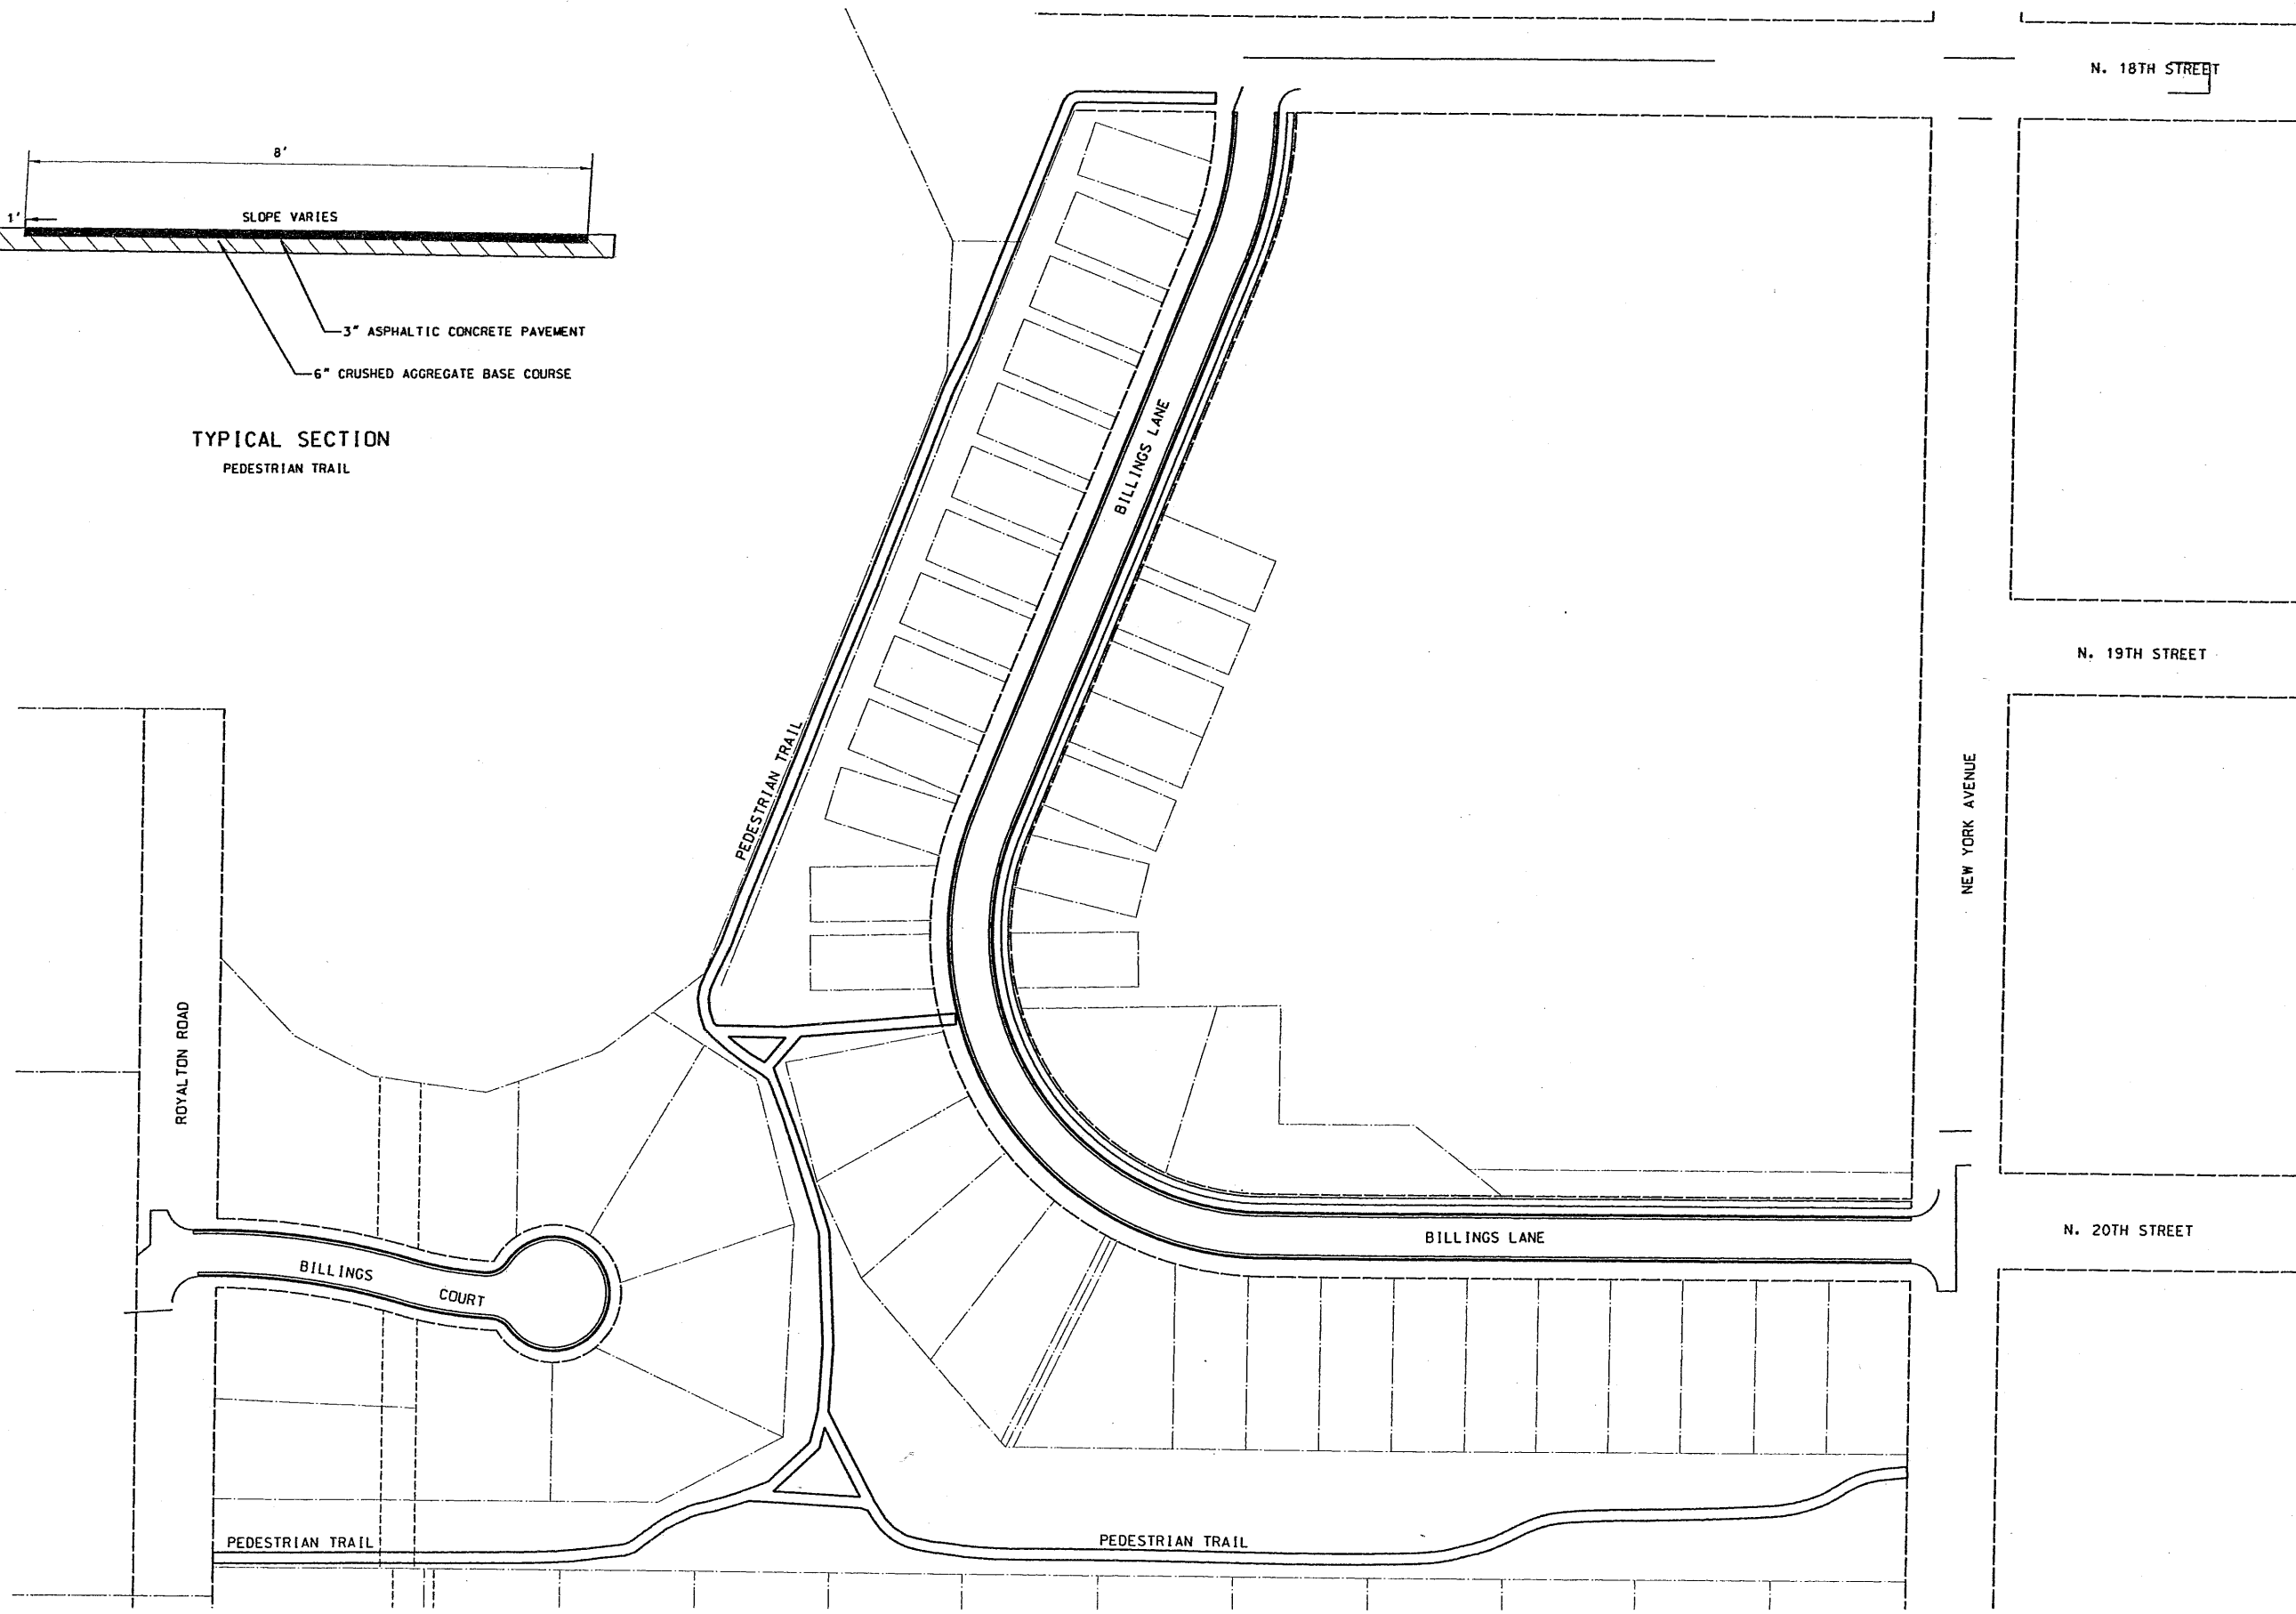 N. 18TH STREET
8'
1'
SLOPE VARIES
3" ASPHALTIC CONCRETE PAVEMENT
6" CRUSHED AGGREGATE BASE COURSE
TYPICAL SECTION
PEDESTRIAN TRAIL
BILLINGS LANE
N. 19TH STREET
PEDESTRIAN TRAIL
NEW YORK AVENUE
ROYALTON ROAD
BILLINGS LANE
N. 20TH STREET
BILLINGS COURT
PEDESTRIAN TRAIL
PEDESTRIAN TRAIL